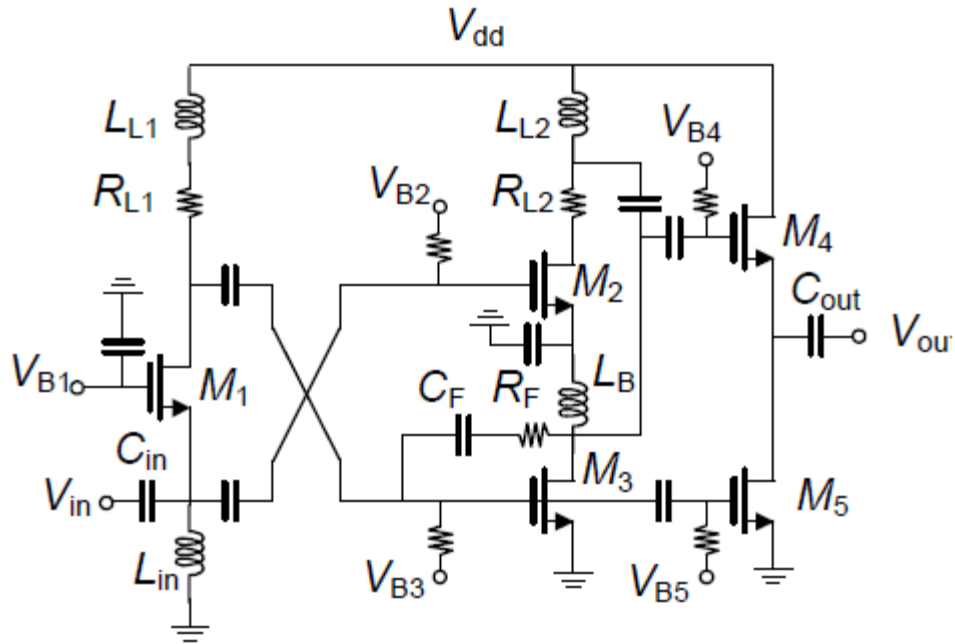 Vdd
LL1
LL2
VB4
RL1
VB2
RL2
M4
M2
Cout
Vout
VB1
M1
CF
RF
LB
Cin
M3
Vin
M5
Lin
VB3
VB5